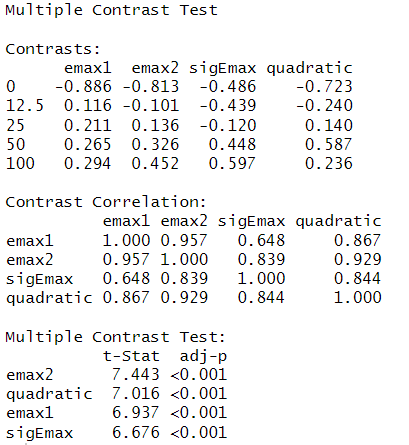 Multiple Contrast Test
Contrasts:
emax1 emax2 sigEmax quadratic
0 -0.886 -0.813 -0.486 -0.723
12.5 0.116 -0.101 -0.439 -0.240
25 0.211 0.136 -0.120 0.140
50 0.265 0.326 0.448 0.587
100 0.294 0.452 0.597 0.236
Contrast Correlation:
emax1 emax2 sigEmax quadratic
emax1 1.000 0.957 0.648 0.867
emax2 0.957 1.000 0.839 0.929
sigEmax 0.648 0.839 1.000 0.844
quadratic 0.867 0.929 0.844 1.000
Multiple Contrast Test:
t-Stat adj-p
emax2 7.443 <0.001
quadratic 7.016 <0.001
emax1 6.937 <0.001
sigEmax 6.676 <0.001